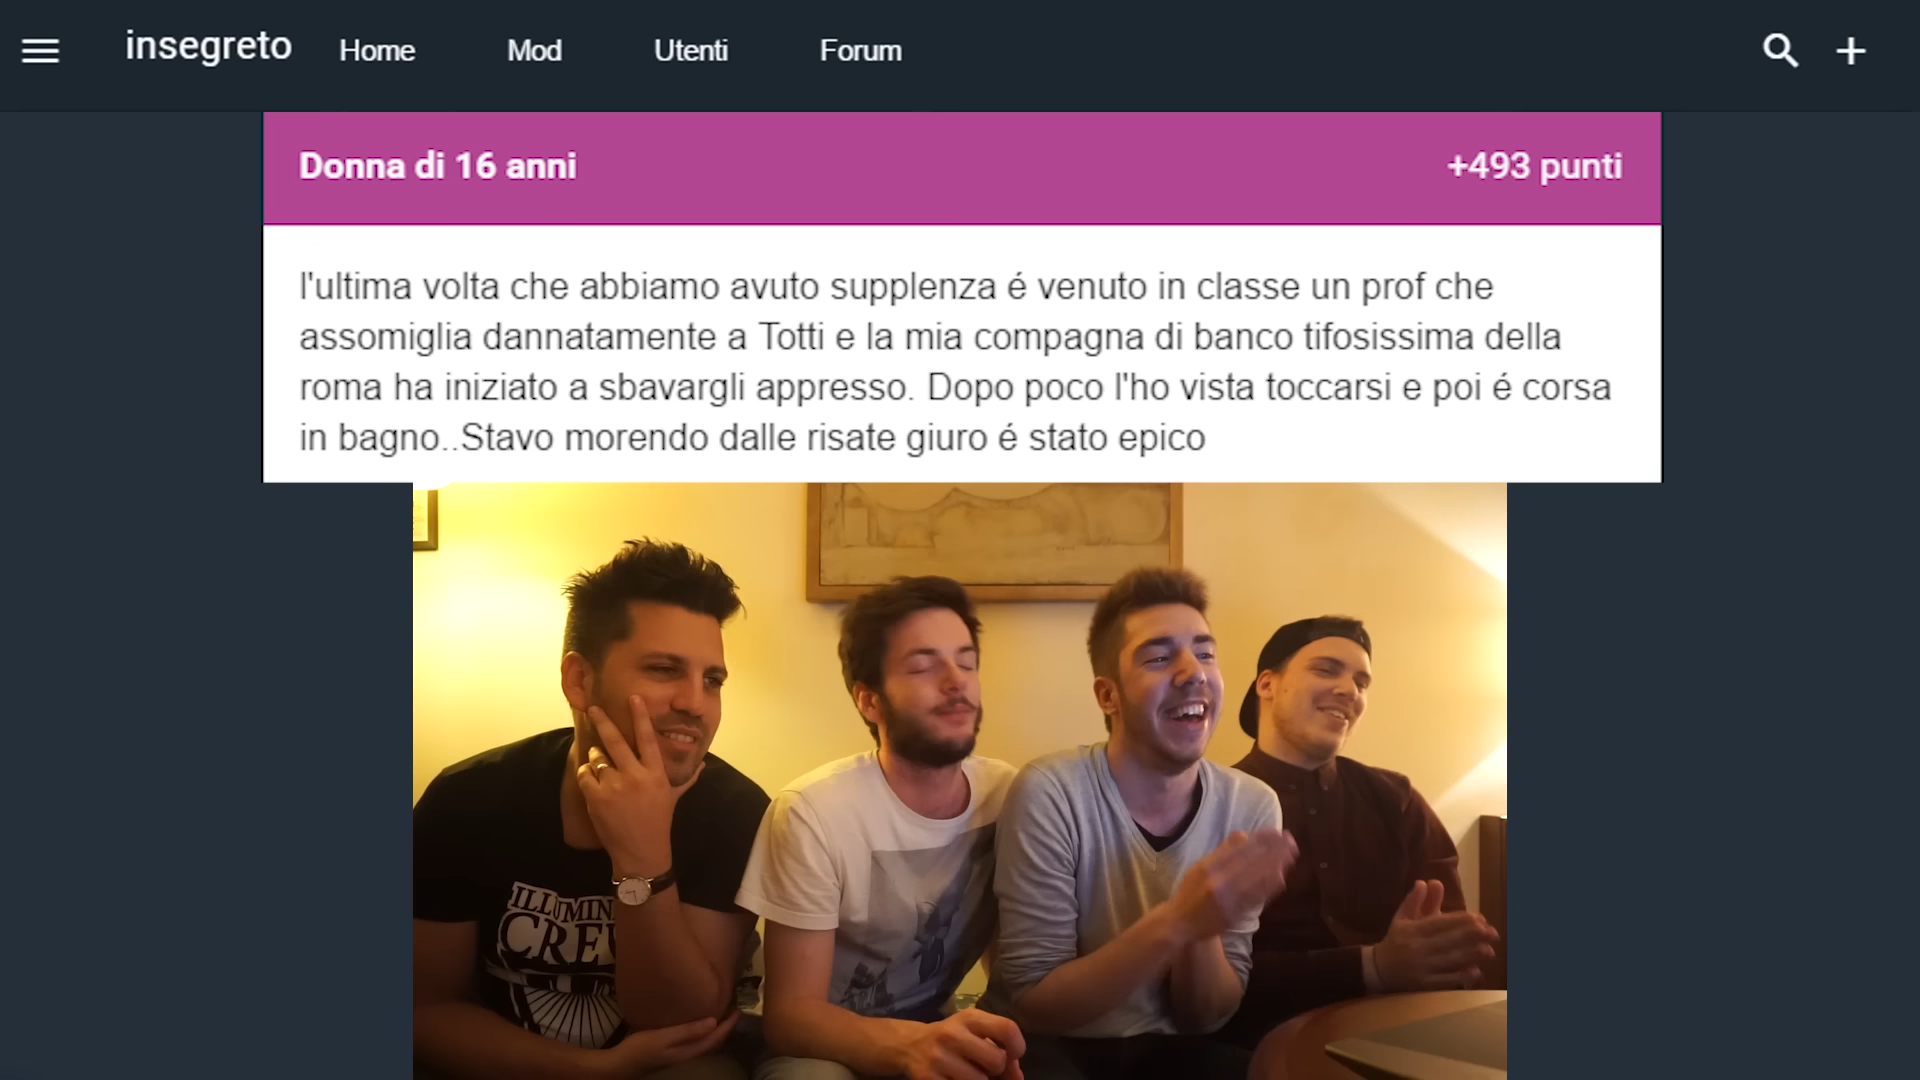 insegreto Home Mod Utenti Forum
Donna di 16 anni +493 punti
l'ultima volta che abbiamo avuto supplenza é venuto in classe un prof che
assomiglia dannatamente a Totti e la mia compagna di banco tifosissima della
roma ha iniziato a sbavargli appresso. Dopo poco l'ho vista toccarsi e poi é corsa
in bagno..Stavo morendo dalle risate giuro é stato epico
ILLUMIN
CREW